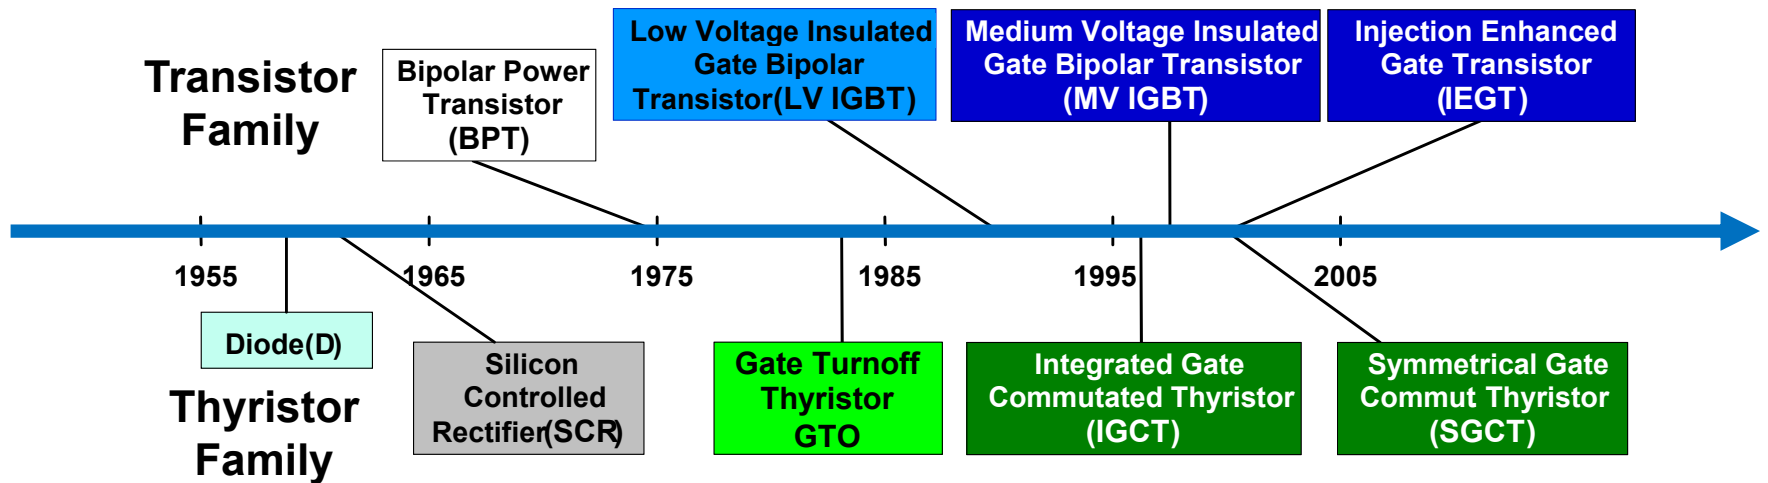 Transistor
Family
Bipolar Power
Transistor
(BPT)
Low Voltage Insulated
Gate Bipolar
Transistor(LV IGBT)
Medium Voltage Insulated
Gate Bipolar Transistor
(MV IGBT)
Injection Enhanced
Gate Transistor
(IEGT)
1955
1965
1975
1985
1995
2005
Diode(D)
Thyristor
Family
Silicon
Controlled
Rectifier(SCR)
Gate Turnoff
Thyristor
GTO
Integrated Gate
Commutated Thyristor
(IGCT)
Symmetrical Gate
Commut Thyristor
(SGCT)